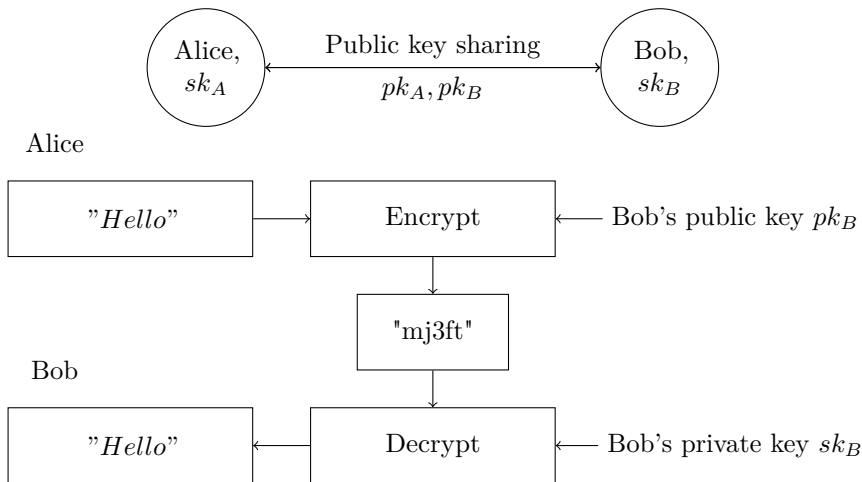 Alice,
sk_A
Public key sharing
pk_A, pk_B
Bob,
sk_B
Alice
”Hello”
Encrypt
Bob's public key pk_B
"mj3ft"
Bob
”Hello”
Decrypt
Bob's private key sk_B